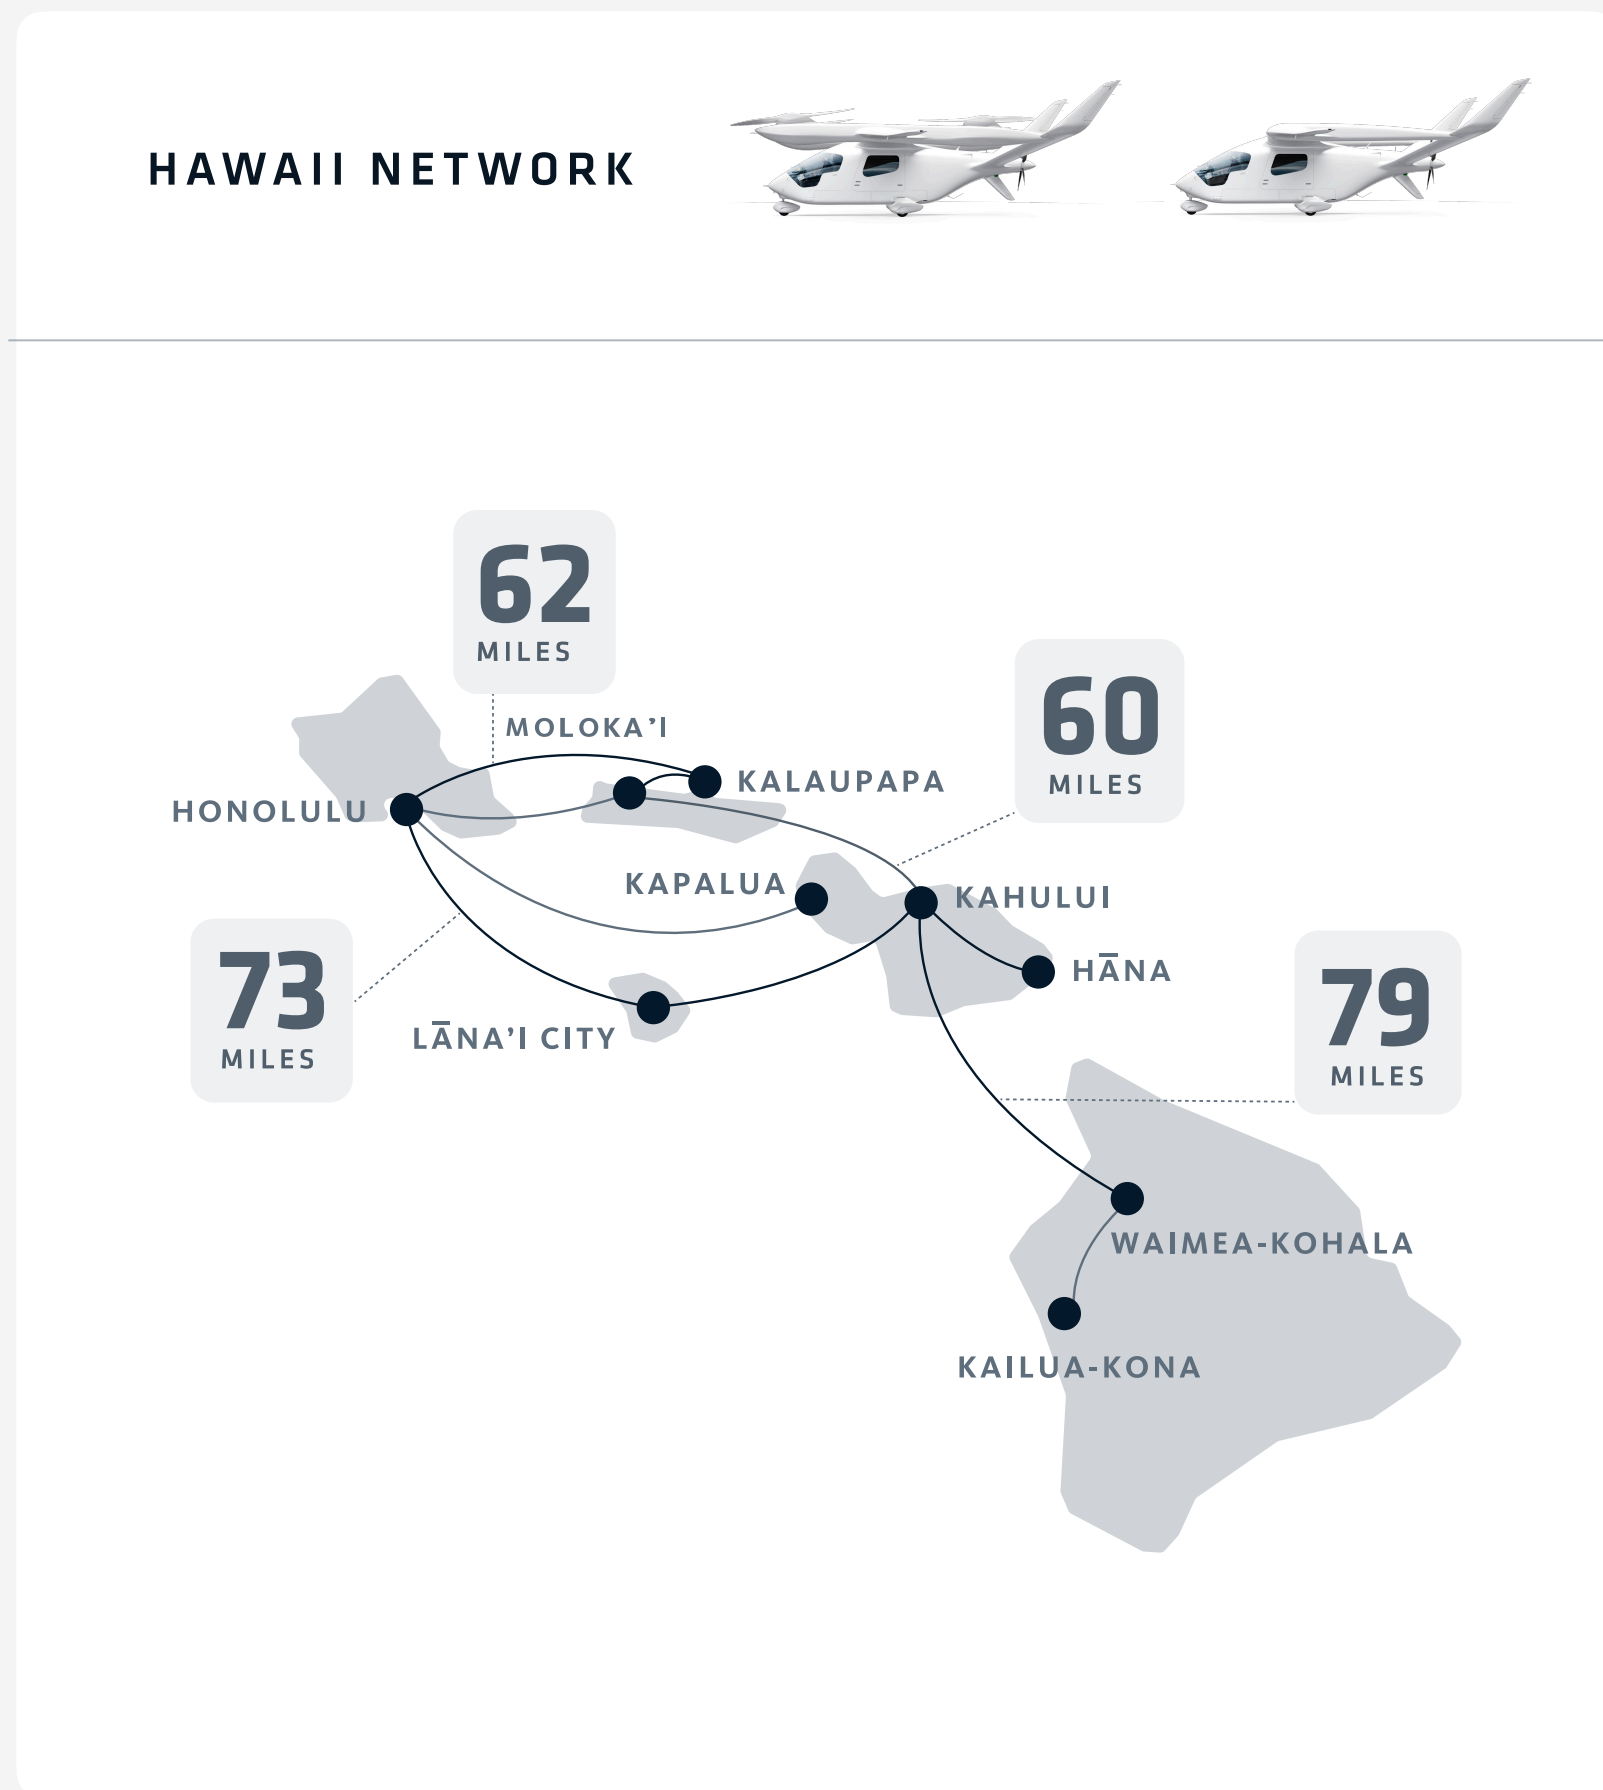 HAWAII NETWORK
62
MILES
60
MILES
MOLOKA’I
KALAUPAPA
HONOLULU
KAPALUA
KAHULUI
HĀNA
73
MILES
79
MILES
LĀNA’I CITY
WAIMEA-KOHALA
KAILUA-KONA